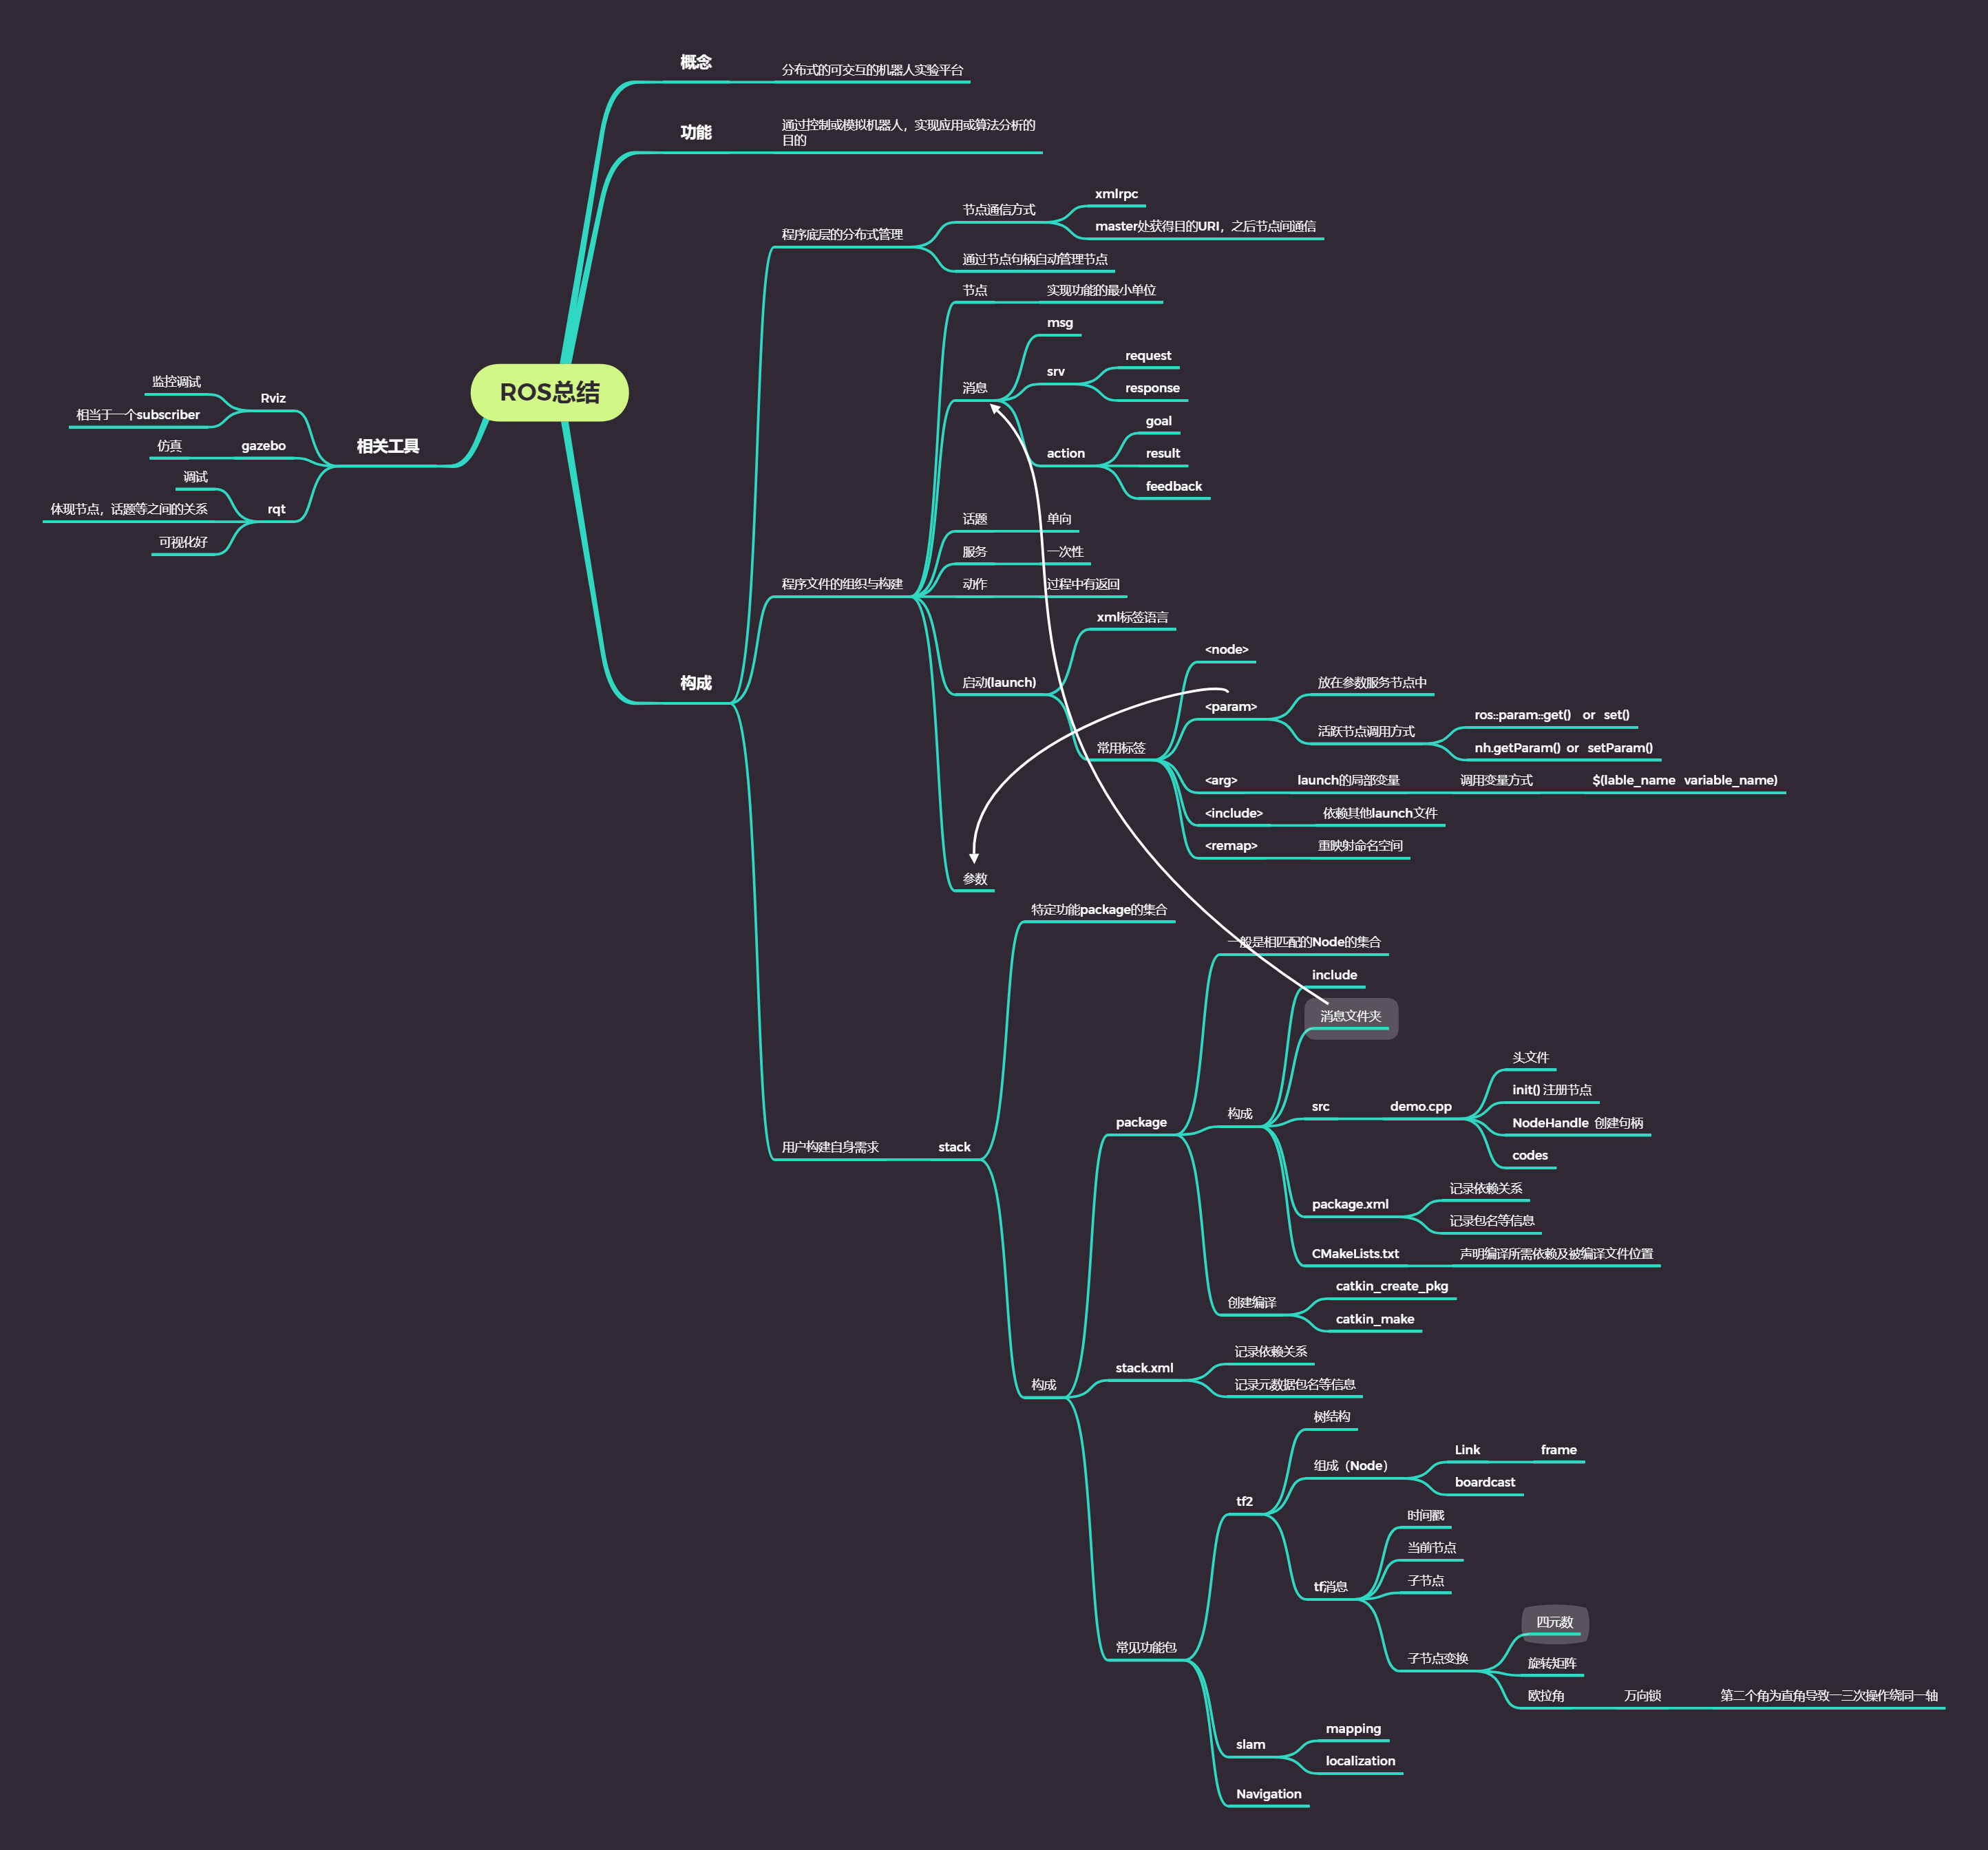 ROS总结
概念
分布式的可交互的机器人实验平台
功能
通过控制或模拟机器人，实现应用或算法分析的
目的
构成
程序底层的分布式管理
节点通信方式
xmlrpc
master处获得目的URI，之后节点间通信
通过节点句柄自动管理节点
程序文件的组织与构建
节点
实现功能的最小单位
消息
msg
srv
request
response
action
goal
result
feedback
话题
单向
服务
一次性
动作
过程中有返回
启动(launch)
xml标签语言
常用标签
<node>
<param>
放在参数服务节点中
活跃节点调用方式
ros::param::get() or set()
nh.getParam() or setParam()
<arg>
launch的局部变量
调用变量方式
$(lable_name variable_name)
<include>
依赖其他launch文件
<remap>
重映射命名空间
参数
用户构建自身需求
stack
特定功能package的集合
构成
package
一般是相匹配的Node的集合
构成
include
消息文件夹
src
demo.cpp
头文件
init() 注册节点
NodeHandle 创建句柄
codes
package.xml
记录依赖关系
记录包名等信息
CMakeLists.txt
声明编译所需依赖及被编译文件位置
创建编译
catkin_create_pkg
catkin_make
stack.xml
记录依赖关系
记录元数据包名等信息
常见功能包
tf2
树结构
组成（Node）
Link
frame
boardcast
tf消息
时间戳
当前节点
子节点
子节点变换
四元数
旋转矩阵
欧拉角
万向锁
第二个角为直角导致一三次操作绕同一轴
slam
mapping
localization
Navigation
相关工具
Rviz
监控调试
相当于一个subscriber
gazebo
仿真
rqt
调试
体现节点，话题等之间的关系
可视化好